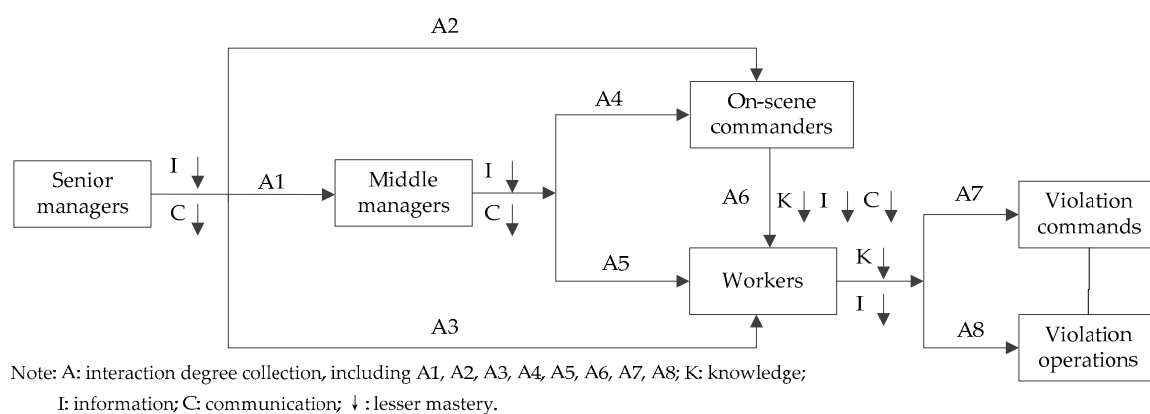 A2
A4
On-scene
commanders
I ↓
Senior
managers
A1
Middle
managers
I ↓
C ↓
C ↓
A6
K ↓ I ↓ C ↓
A7
Violation
commands
A5
Workers
K ↓
I ↓
A3
A8
Violation
operations
Note: A: interaction degree collection, including A1, A2, A3, A4, A5, A6, A7, A8; K: knowledge;
I: information; C: communication; ↓: lesser mastery.